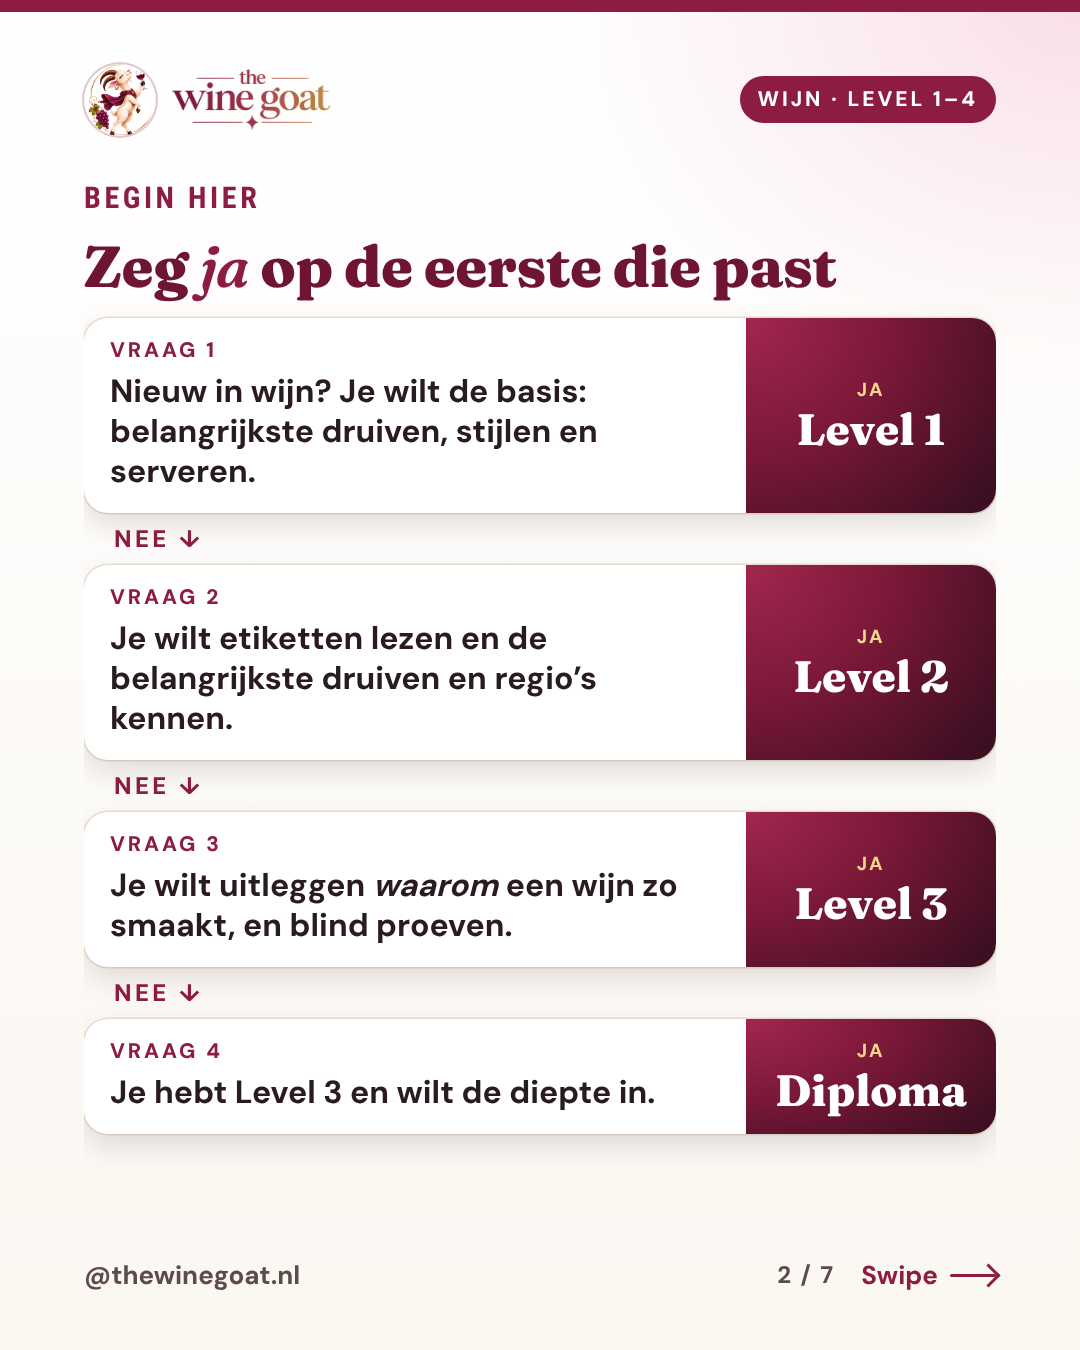 the
wine goat
WIJN · LEVEL 1–4
BEGIN HIER
Zeg ja op de eerste die past
VRAAG 1
Nieuw in wijn? Je wilt de basis:
belangrijkste druiven, stijlen en
serveren.
JA
Level 1
NEE ↓
VRAAG 2
Je wilt etiketten lezen en de
belangrijkste druiven en regio’s
kennen.
JA
Level 2
NEE ↓
VRAAG 3
Je wilt uitleggen waarom een wijn zo
smaakt, en blind proeven.
JA
Level 3
NEE ↓
VRAAG 4
Je hebt Level 3 en wilt de diepte in.
JA
Diploma
@thewinegoat.nl
2 / 7
Swipe →